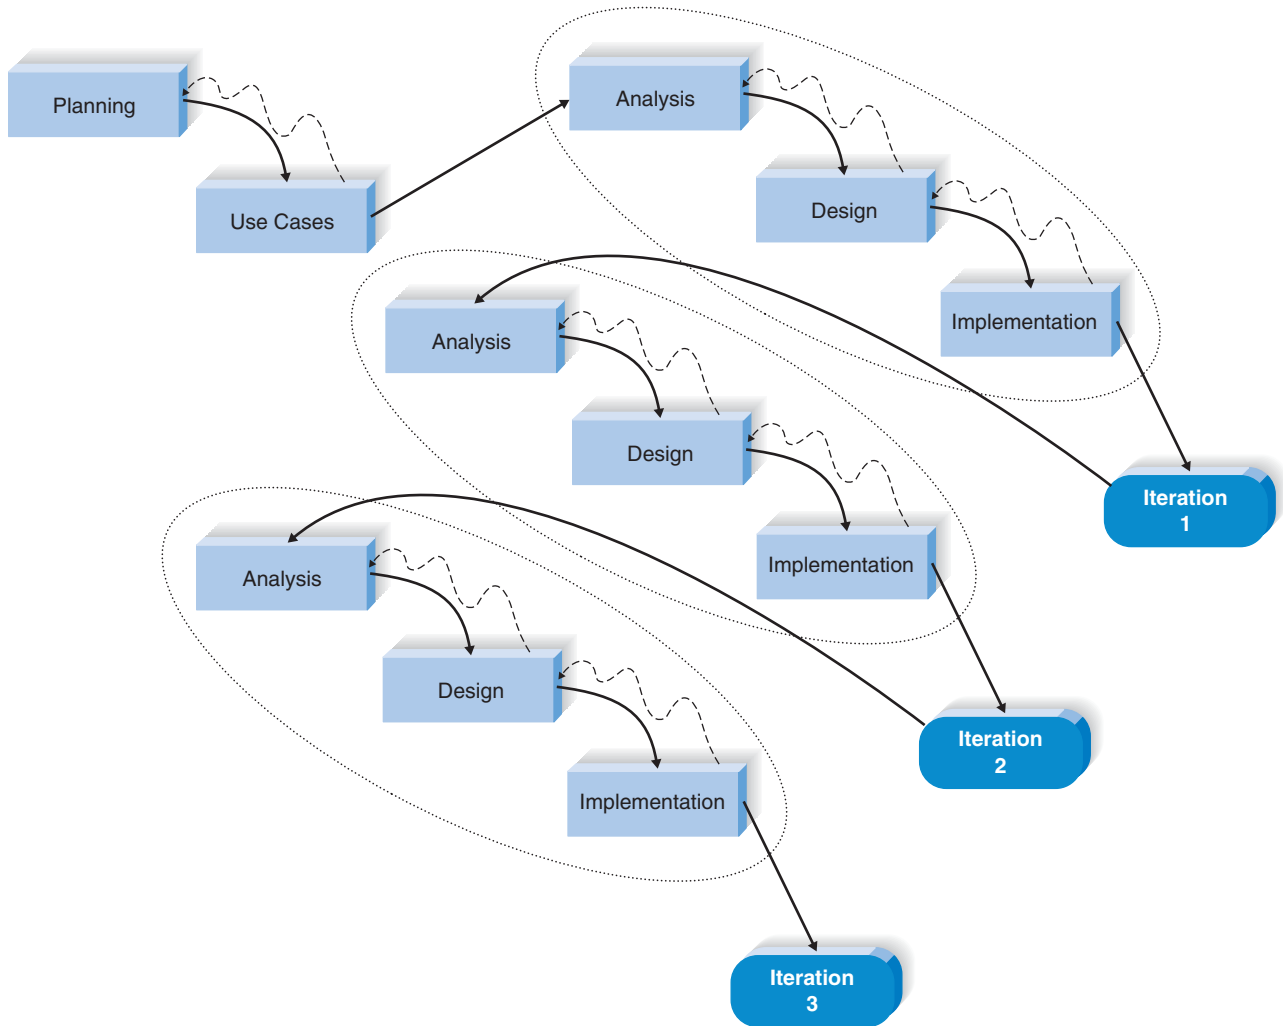 Planning
Use Cases
Analysis
Design
Implementation
Iteration
1
Analysis
Design
Implementation
Iteration
2
Analysis
Design
Implementation
Iteration
3